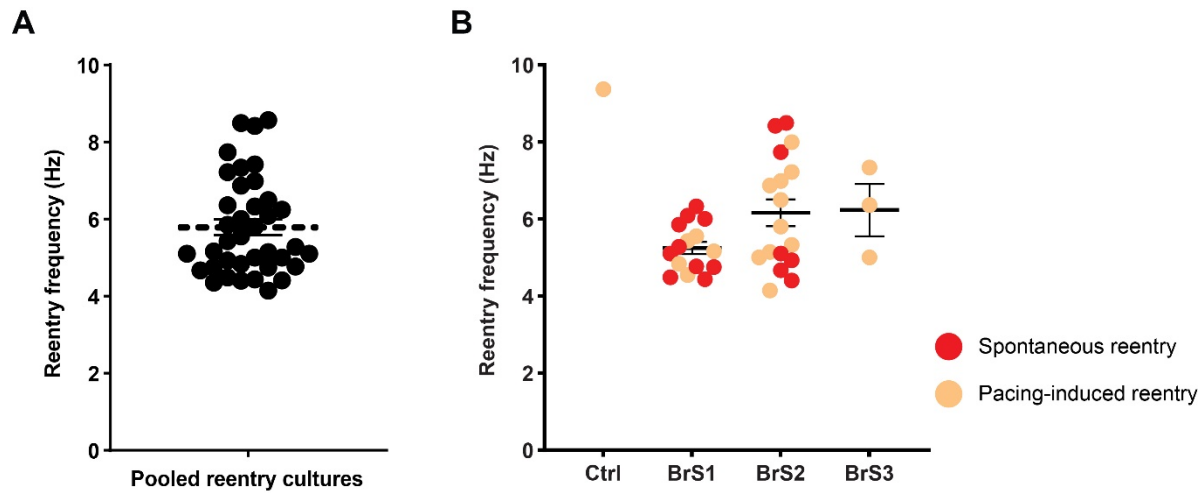 A
Reentry frequency (Hz)
10
8
6
4
2
0
Pooled reentry cultures
B
Reentry frequency (Hz)
10
8
6
4
2
0
Ctrl BrS1 BrS2 BrS3
Spontaneous reentry
Pacing-induced reentry